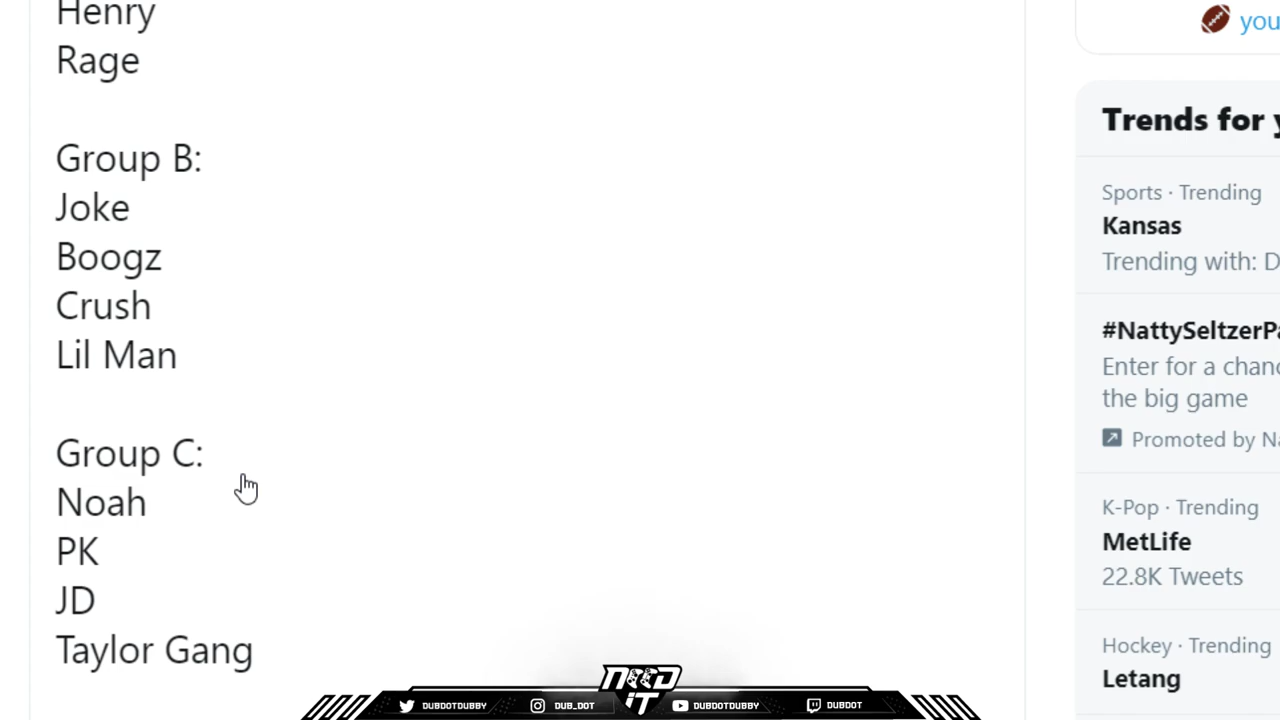 Henry
Rage
Group B:
Joke
Boogz
Crush
Lil Man
Group C:
Noah
PK
JD
Taylor Gang
you
Trends for y
Sports · Trending
Kansas
Trending with: D
#NattySeltzerPa
Enter for a chanc
the big game
Promoted by Na
K-Pop · Trending
MetLife
22.8K Tweets
Hockey · Trending
Letang
NEED
iT
DUBDOTDUBBY
DUB_DOT
DUBDOTDUBBY
DUBDOT